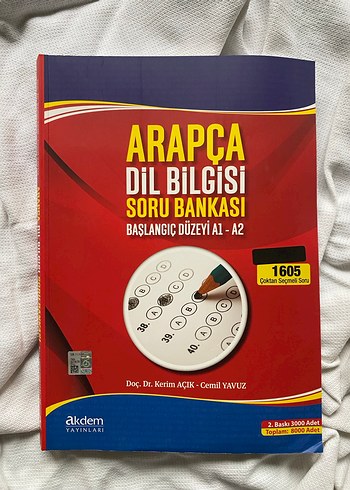 ARAPÇA
DİL BİLGİSİ
SORU BANKASI
BAŞLANGIÇ DÜZEYİ A1 - A2
1605
Çoktan Seçmeli Soru
38. A B C D
39. A B C D
40. A B C
Doç. Dr. Kerim AÇIK - Cemil YAVUZ
akdem
YAYINLARI
2. Baskı 3000 Adet
Toplam: 8000 Adet